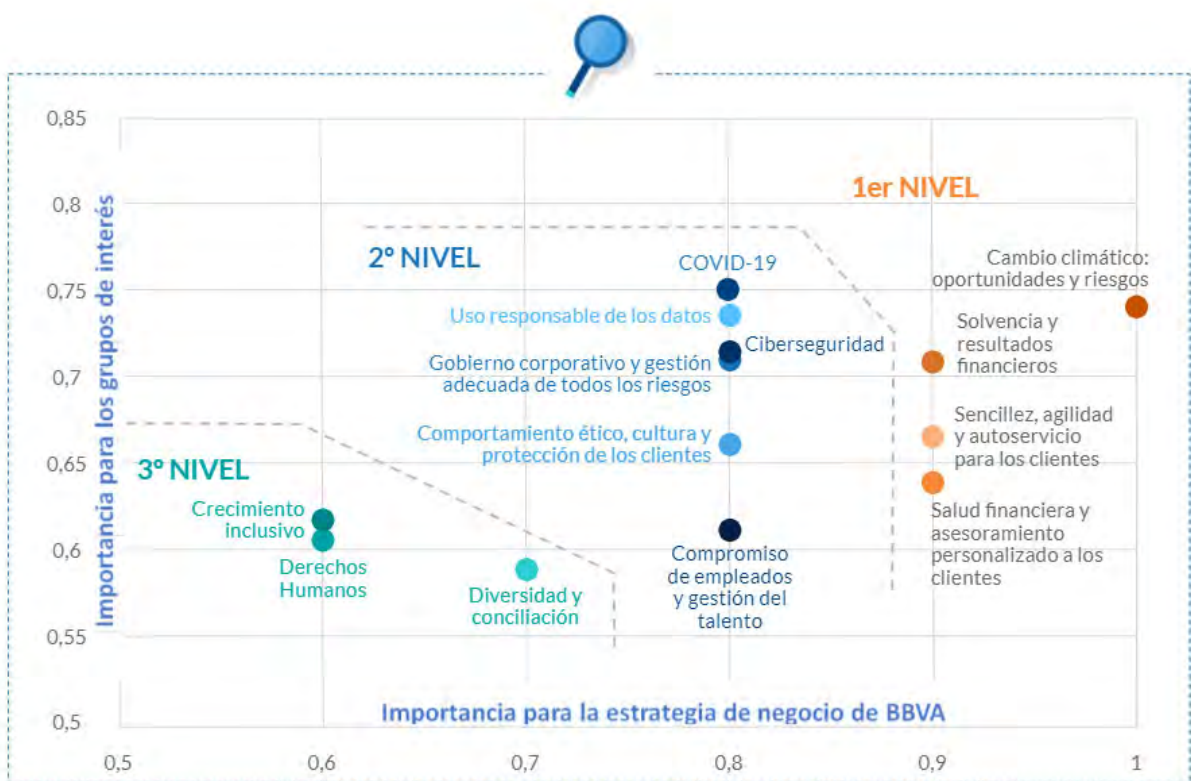 0,85
0,8
0,75
0,7
0,65
0,6
0,55
0,5
Importancia para los grupos de interés
1er NIVEL
2º NIVEL
3º NIVEL
COVID-19
Uso responsable de los datos
Ciberseguridad
Gobierno corporativo y gestión
adecuada de todos los riesgos
Comportamiento ético, cultura y
protección de los clientes
Compromiso
de empleados
y gestión del
talento
Cambio climático:
oportunidades y riesgos
Solvencia y
resultados
financieros
Sencillez, agilidad
y autoservicio
para los clientes
Salud financiera y
asesoramiento
personalizado a los
clientes
Crecimiento
inclusivo
Derechos
Humanos
Diversidad y
conciliación
Importancia para la estrategia de negocio de BBVA
0,5
0,6
0,7
0,8
0,9
1